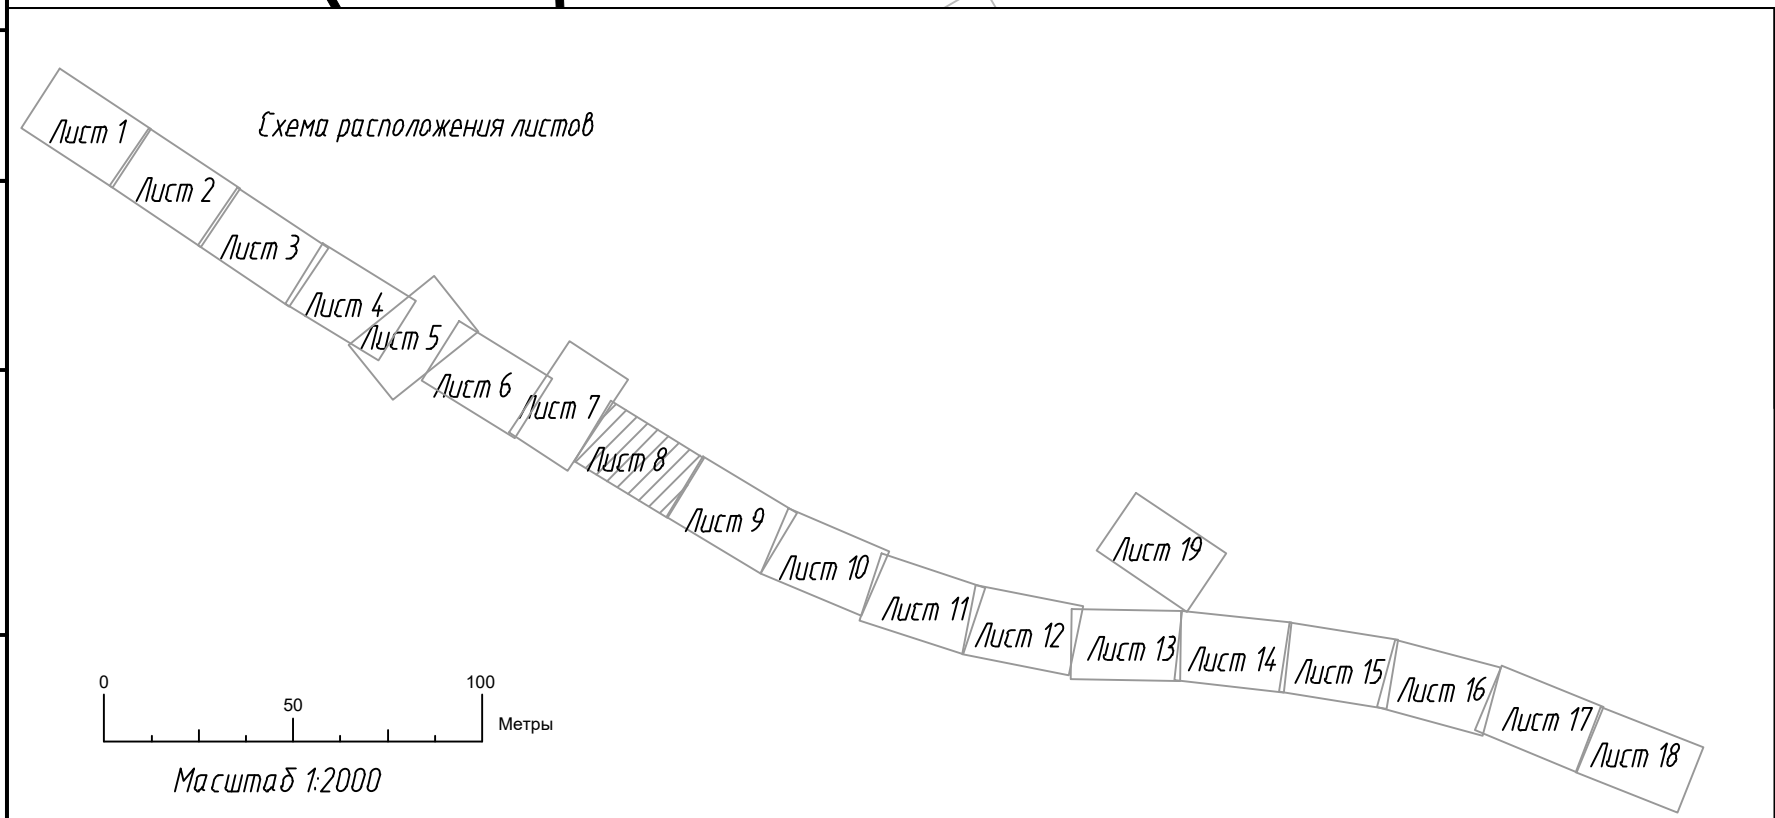 Схема расположения листов
Лист 1
Лист 2
Лист 3
Лист 4
Лист 5
Лист 6
Лист 7
Лист 8
Лист 9
Лист 10
Лист 11
Лист 12
Лист 13
Лист 14
Лист 15
Лист 16
Лист 17
Лист 18
Лист 19
0 50 100
Метры
Масштаб 1:2000